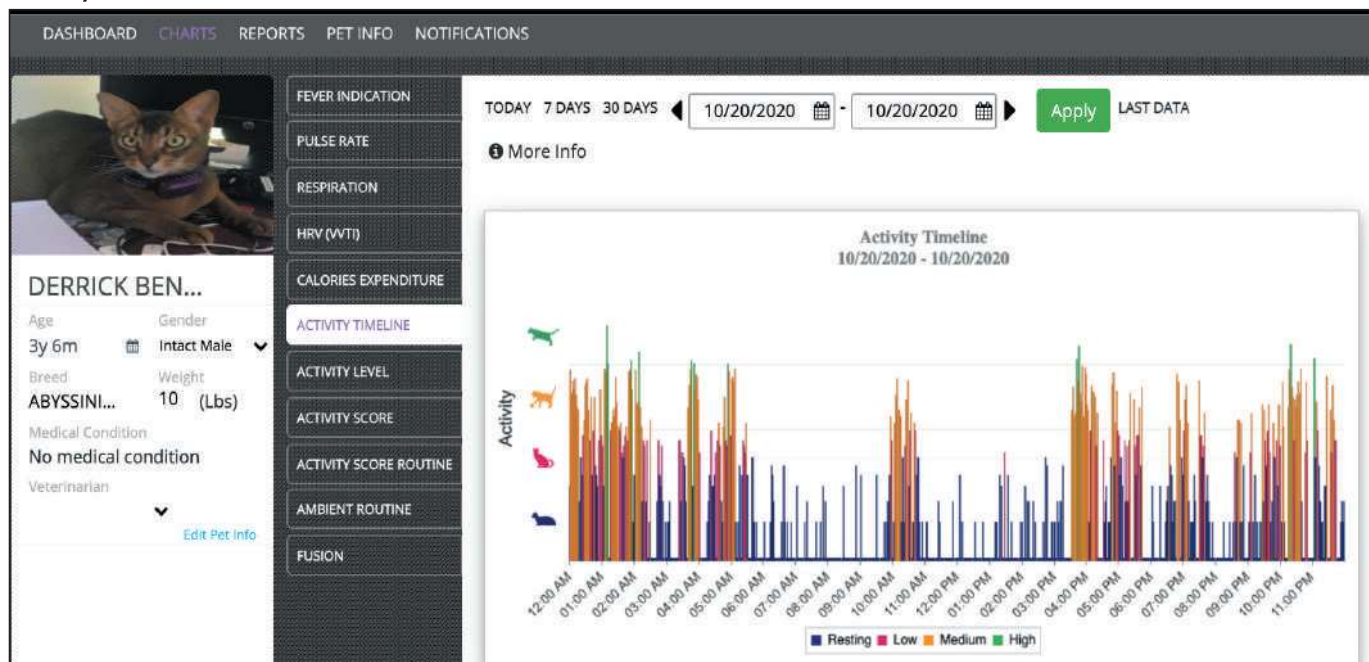 DASHBOARD CHARTS REPORTS PET INFO NOTIFICATIONS
DERRICK BEN...
Age Gender
3y 6m Intact Male
Breed Weight
ABYSSINI... 10 (Lbs)
Medical Condition
No medical condition
Veterinarian
Edit Pet Info
FEVER INDICATION
PULSE RATE
RESPIRATION
HRV (VVTI)
CALORIES EXPENDITURE
ACTIVITY TIMELINE
ACTIVITY LEVEL
ACTIVITY SCORE
ACTIVITY SCORE ROUTINE
AMBIENT ROUTINE
FUSION
TODAY 7 DAYS 30 DAYS 10/20/2020 - 10/20/2020 Apply LAST DATA
More Info
Activity Timeline
10/20/2020 - 10/20/2020
Activity
12:00 AM 01:00 AM 02:00 AM 03:00 AM 04:00 AM 05:00 AM 06:00 AM 07:00 AM 08:00 AM 09:00 AM 10:00 AM 11:00 AM 12:00 PM 01:00 PM 02:00 PM 03:00 PM 04:00 PM 05:00 PM 06:00 PM 07:00 PM 08:00 PM 09:00 PM 10:00 PM 11:00 PM
Resting Low Medium High